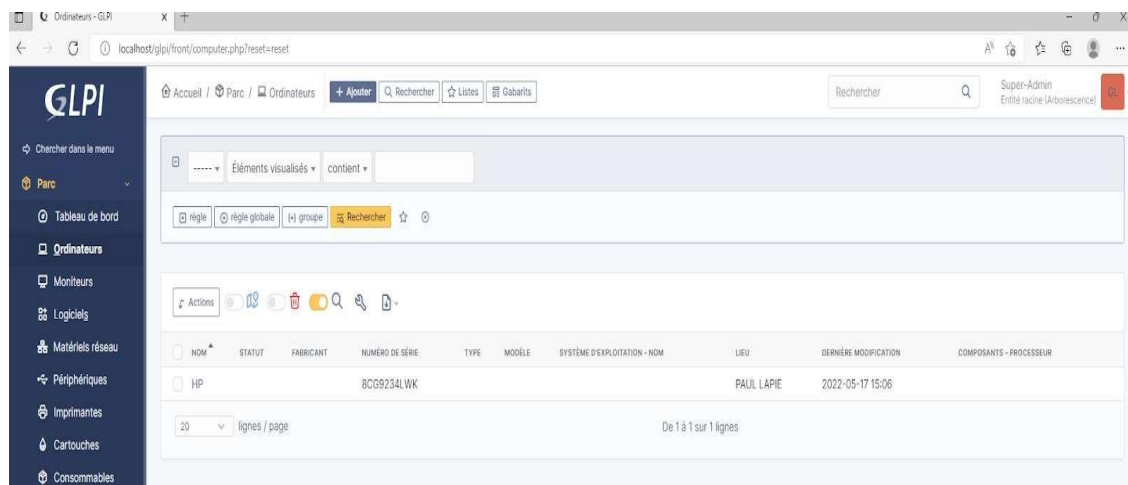 Ordinateurs - GLPI
localhost/glpi/front/computer.php?reset=reset
GLPI
Accueil / Parc / Ordinateurs Ajouter Rechercher Listes Gabarits Rechercher Super-Admin
Entité racine (Arborescence)
Chercher dans le menu
Parc
Tableau de bord
Ordinateurs
Moniteurs
Logiciels
Matériels réseau
Périphériques
Imprimantes
Cartouches
Consommables
----- Éléments visualisés contient
règle règle globale groupe Rechercher
Actions
NOM STATUT FABRICANT NUMÉRO DE SÉRIE TYPE MODÈLE SYSTÈME D'EXPLOITATION - NOM LIEU DERNIÈRE MODIFICATION COMPOSANTS - PROCESSEUR
HP 8CG9234LWK PAUL LAPIE 2022-05-17 15:06
20 lignes / page De 1 à 1 sur 1 lignes